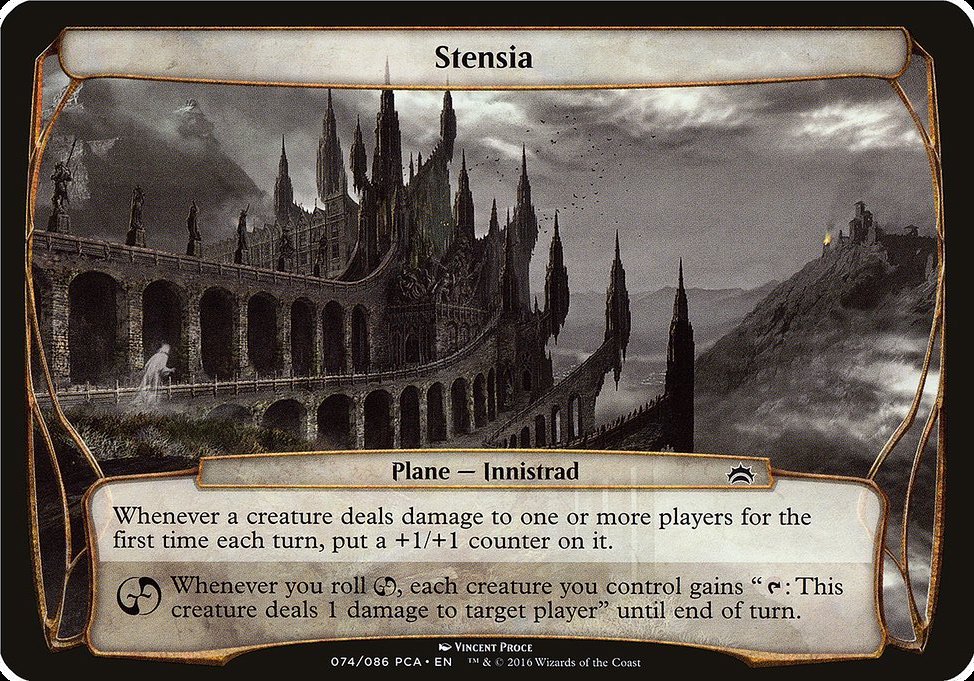 Stensia
Plane — Innistrad
Whenever a creature deals damage to one or more players for the
first time each turn, put a +1/+1 counter on it.
Whenever you roll , each creature you control gains “ : This
creature deals 1 damage to target player” until end of turn.
Vincent Proce
074/086 PCA • EN ™ & © 2016 Wizards of the Coast